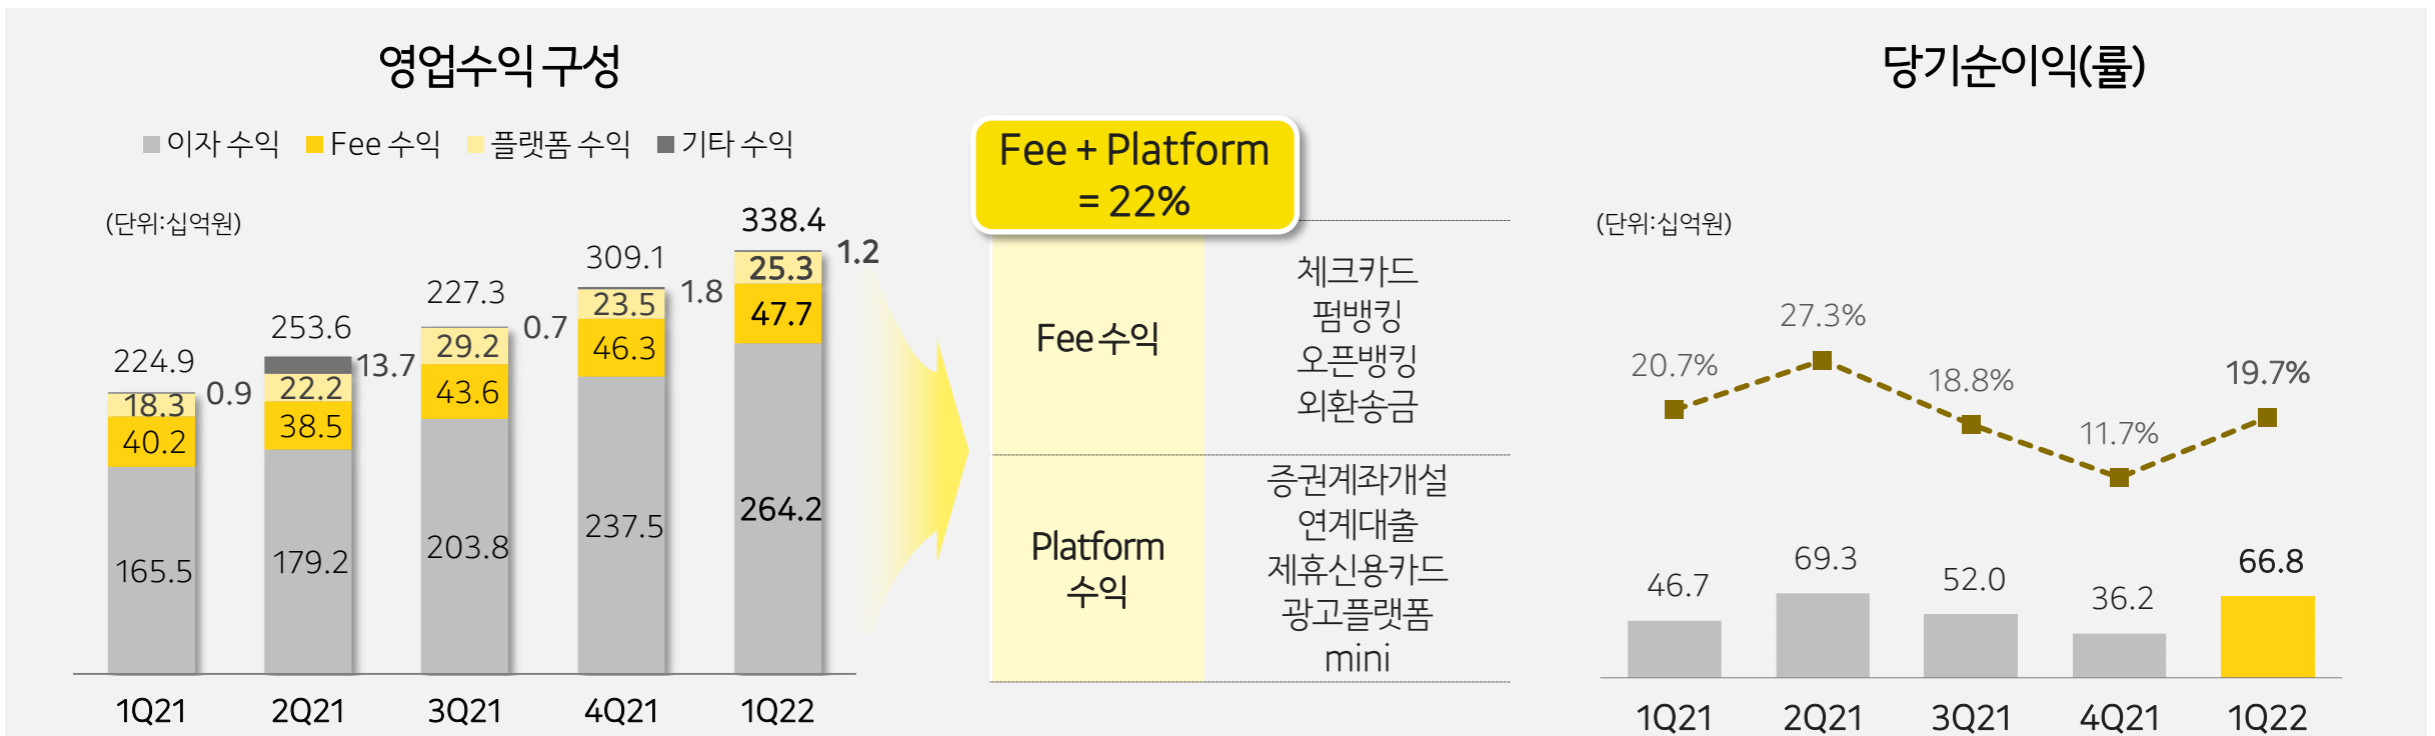 영업수익 구성
이자 수익 Fee 수익 플랫폼 수익 기타 수익
(단위:십억원)
224.9
18.3 0.9
40.2
165.5
253.6
13.7
22.2
38.5
179.2
227.3
0.7
29.2
43.6
203.8
309.1
1.8
23.5
46.3
237.5
338.4
1.2
25.3
47.7
264.2
1Q21 2Q21 3Q21 4Q21 1Q22
Fee + Platform
= 22%
Fee 수익
체크카드
펌뱅킹
오픈뱅킹
외환송금
Platform
수익
증권계좌개설
연계대출
제휴신용카드
광고플랫폼
mini
당기순이익(률)
(단위:십억원)
20.7% 27.3% 18.8% 11.7% 19.7%
46.7 69.3 52.0 36.2 66.8
1Q21 2Q21 3Q21 4Q21 1Q22